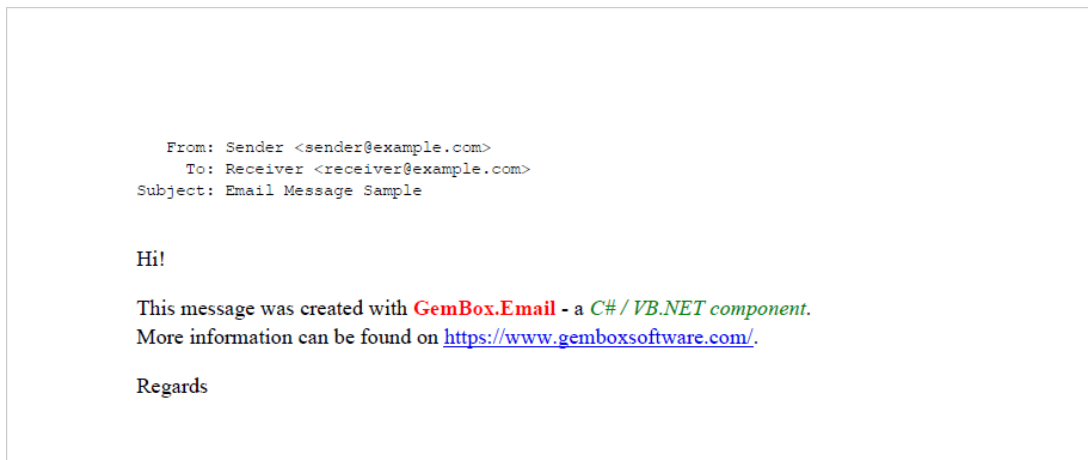 From: Sender <sender@example.com>
To: Receiver <receiver@example.com>
Subject: Email Message Sample
Hi!
This message was created with GemBox.Email - a C# / VB.NET component.
More information can be found on https://www.gemboxsoftware.com/.
Regards